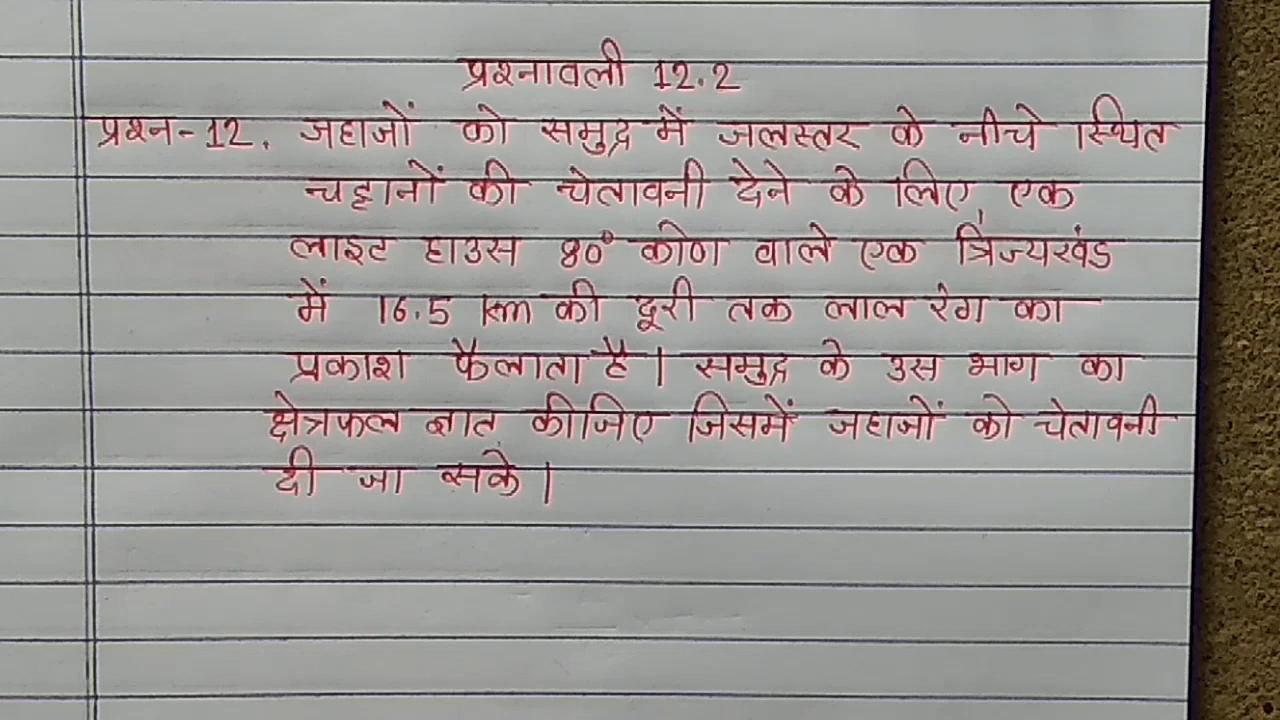 प्रश्नावली 12.2
प्रश्न-12. जहाजों को समुद्र में जलस्तर के नीचे स्थित
चट्टानों की चेतावनी देने के लिए एक
लाइट हाउस 80° कोण वाले एक त्रिज्यखंड
में 16.5 km की दूरी तक लाल रंग का
प्रकाश फैलाता है। समुद्र के उस भाग का
क्षेत्रफल ज्ञात कीजिए जिसमें जहाजों को चेतावनी
दी जा सके।